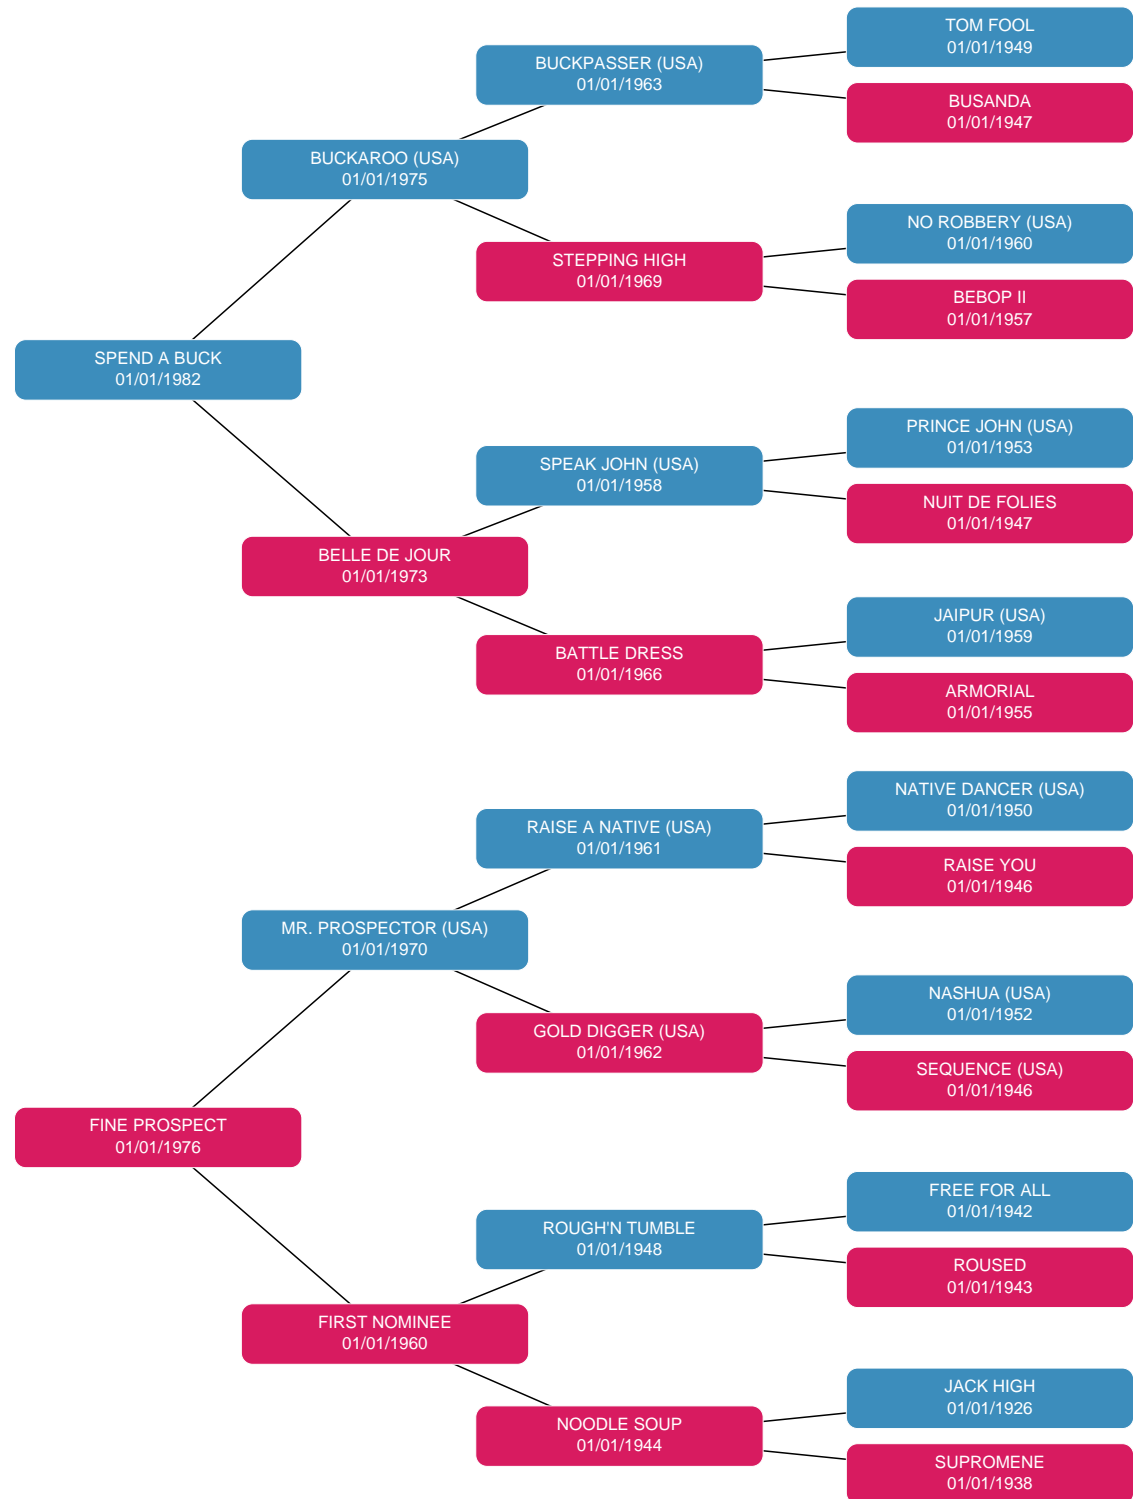 TOM FOOL
01/01/1949
BUCKPASSER (USA)
01/01/1963
BUSANDA
01/01/1947
BUCKAROO (USA)
01/01/1975
NO ROBBERY (USA)
01/01/1960
STEPPING HIGH
01/01/1969
BEBOP II
01/01/1957
SPEND A BUCK
01/01/1982
PRINCE JOHN (USA)
01/01/1953
SPEAK JOHN (USA)
01/01/1958
NUIT DE FOLIES
01/01/1947
BELLE DE JOUR
01/01/1973
JAIPUR (USA)
01/01/1959
BATTLE DRESS
01/01/1966
ARMORIAL
01/01/1955
NATIVE DANCER (USA)
01/01/1950
RAISE A NATIVE (USA)
01/01/1961
RAISE YOU
01/01/1946
MR. PROSPECTOR (USA)
01/01/1970
NASHUA (USA)
01/01/1952
GOLD DIGGER (USA)
01/01/1962
SEQUENCE (USA)
01/01/1946
FINE PROSPECT
01/01/1976
FREE FOR ALL
01/01/1942
ROUGH'N TUMBLE
01/01/1948
ROUSED
01/01/1943
FIRST NOMINEE
01/01/1960
JACK HIGH
01/01/1926
NOODLE SOUP
01/01/1944
SUPROMENE
01/01/1938